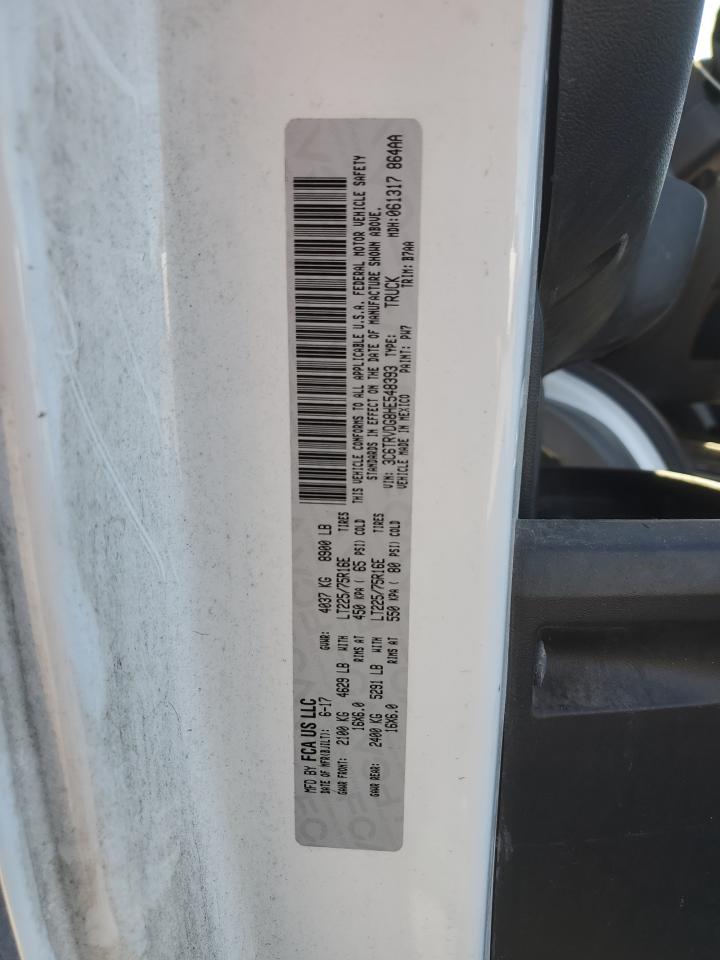 MFD BY FCA US LLC
DATE OF MFR(BJILT): 6-17 GVWR: 4037 KG 8900 LB
GAWR FRONT: 2100 KG 4629 LB WITH LT225/75R16E TIRES
16X6.0 RIMS AT 450 KPA ( 65 PSI) COLD
GAWR REAR: 2400 KG 5291 LB WITH LT225/75R16E TIRES
16X6.0 RIMS AT 550 KPA ( 80 PSI) COLD
THIS VEHICLE CONFORMS TO ALL APPLICABLE U.S.A. FEDERAL MOTOR VEHICLE SAFETY
STANDARDS IN EFFECT ON THE DATE OF MANUFACTURE SHOWN ABOVE.
VIN: 3C6TRVDG8HE548393 TYPE: TRUCK MDH:061317 864AA
VEHICLE MADE IN MEXICO PAINT: PW7 TRIM: B7AA